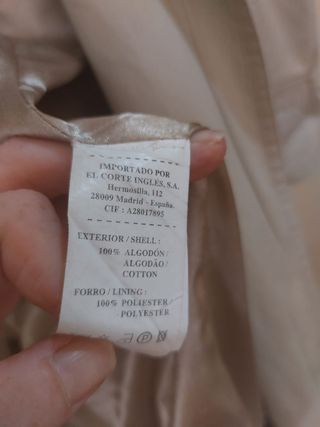 IMPORTADO POR
EL CORTE INGLÉS, S.A.
Hermosilla, 112
28009 Madrid - España.
CIF : A28017895
EXTERIOR / SHELL :
100% ALGODÓN /
ALGODÃO /
COTTON
FORRO / LINING :
100% POLIESTER /
POLYESTER